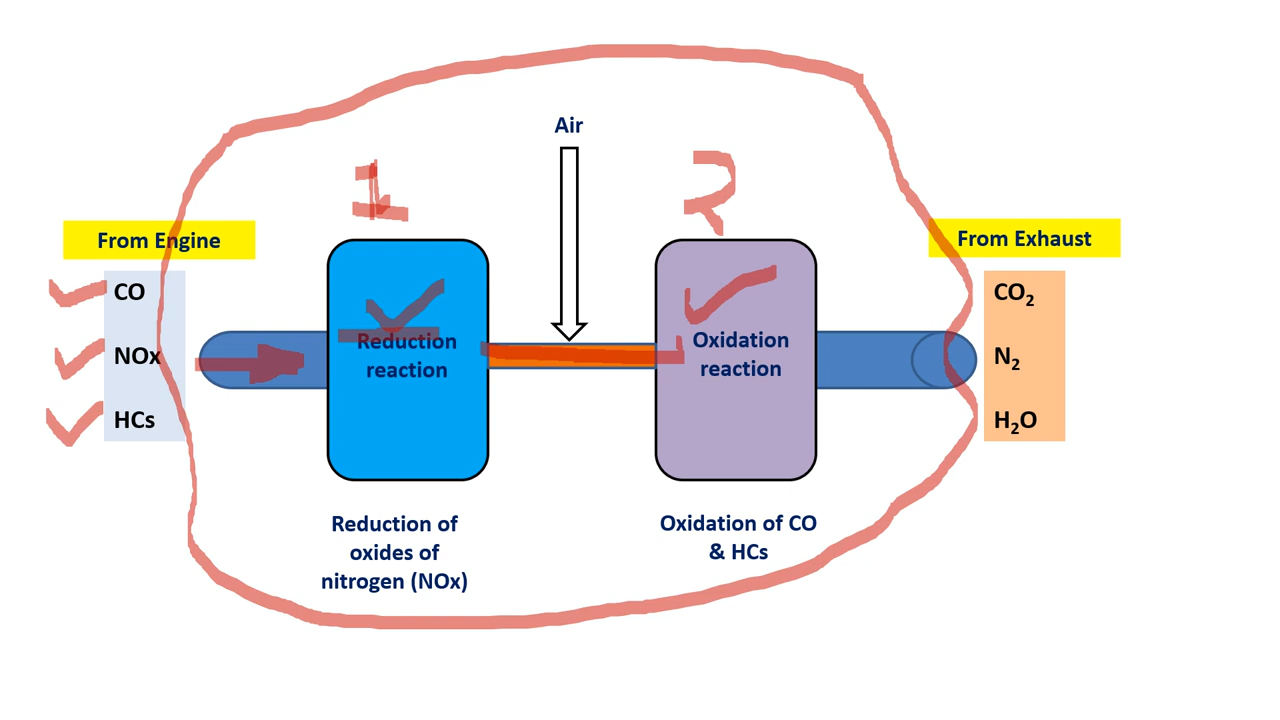 Air
1
2
From Engine
From Exhaust
CO
NOx
HCs
Reduction
reaction
Oxidation
reaction
CO₂
N₂
H₂O
Reduction of
oxides of
nitrogen (NOx)
Oxidation of CO
& HCs